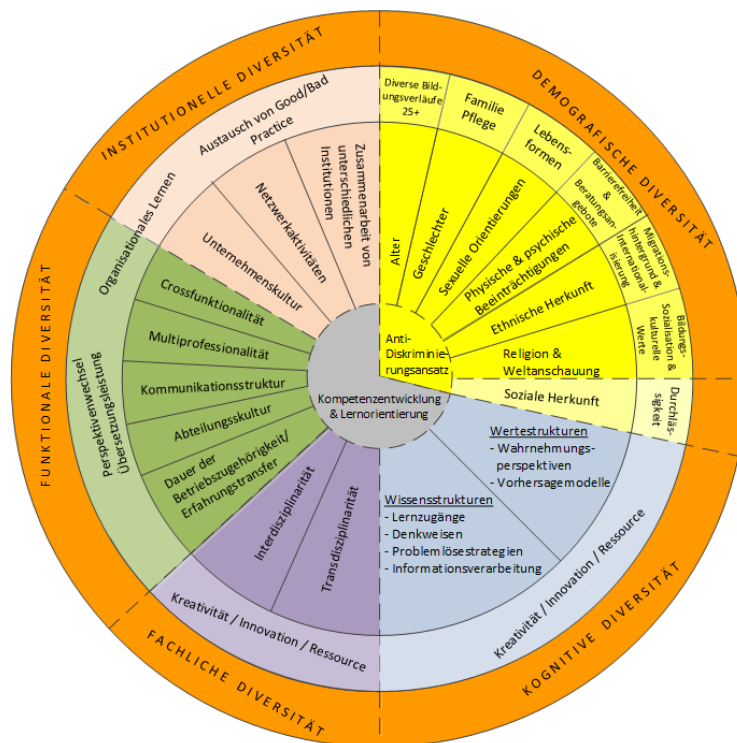 INSTITUTIONELLE DIVERSITÄT
DEMOGRAFISCHE DIVERSITÄT
KOGNITIVE DIVERSITÄT
FACHLICHE DIVERSITÄT
FUNKTIONALE DIVERSITÄT
Organisationales Lernen
Austausch von Good/Bad
Practice
Unternehmenskultur
Netzwerkaktivitäten
Zusammenarbeit von
unterschiedlichen
Institutionen
Diverse Bild-
ungsverläufe
25+
Familie
Pflege
Lebens-
formen
Barrierefreiheit
&
Beratungsan-
gebote
Migrations-
hintergrund &
International-
isierung
Bildungs-
Sozialisation &
kulturelle
Werte
Durchläs-
sigkeit
Alter
Geschlechter
Sexuelle Orientierungen
Physische & psychische
Beeinträchtigungen
Ethnische Herkunft
Religion &
Weltanschauung
Soziale Herkunft
Anti-
Diskriminie-
rungsansatz
Kompetenzentwicklung
& Lernorientierung
Wertestrukturen
- Wahrnehmungs-
perspektiven
- Vorhersagemodelle
Wissensstrukturen
- Lernzugänge
- Denkweisen
- Problemlösestrategien
- Informationsverarbeitung
Kreativität / Innovation / Ressource
Transdisziplinarität
Interdisziplinarität
Kreativität / Innovation / Ressource
Dauer der
Betriebszugehörigkeit/
Erfahrungstransfer
Abteilungskultur
Kommunikationsstruktur
Multiprofessionalität
Crossfunktionalität
Perspektivenwechsel
Übersetzungsleistung